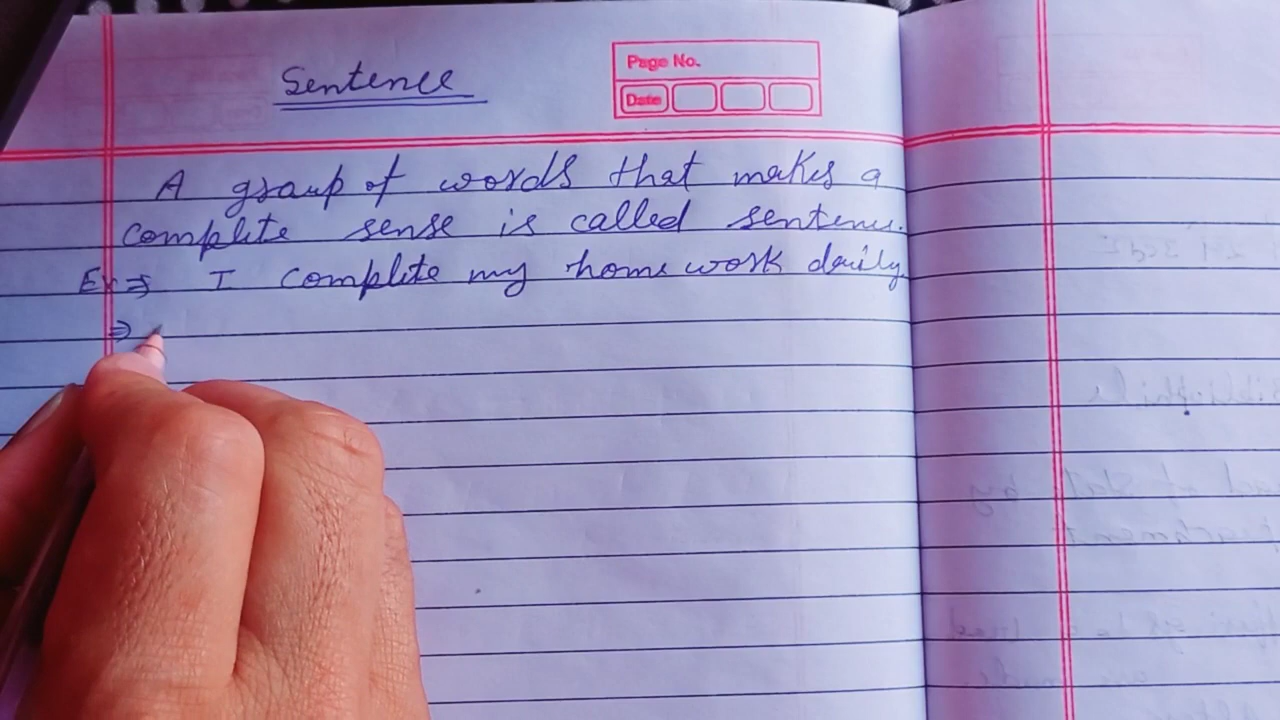 Sentence
Page No.
Date
A group of words that makes a
complete sense is called sentence.
Ex ⇒ I complete my home work daily.
⇒